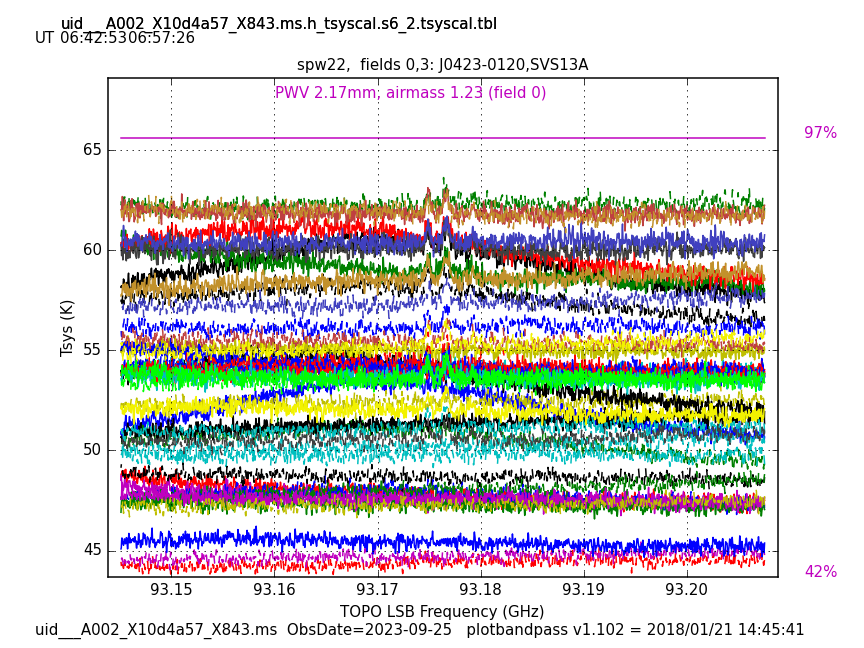 uid___A002_X10d4a57_X843.ms.h_tsyscal.s6_2.tsyscal.tbl
UT 06:42:53 06:57:26
spw22,  fields 0,3: J0423-0120,SVS13A
PWV 2.17mm, airmass 1.23 (field 0)
97%
65
60
55
50
45
Tsys (K)
42%
93.15 93.16 93.17 93.18 93.19 93.20
TOPO LSB Frequency (GHz)
uid___A002_X10d4a57_X843.ms  ObsDate=2023-09-25   plotbandpass v1.102 = 2018/01/21 14:45:41